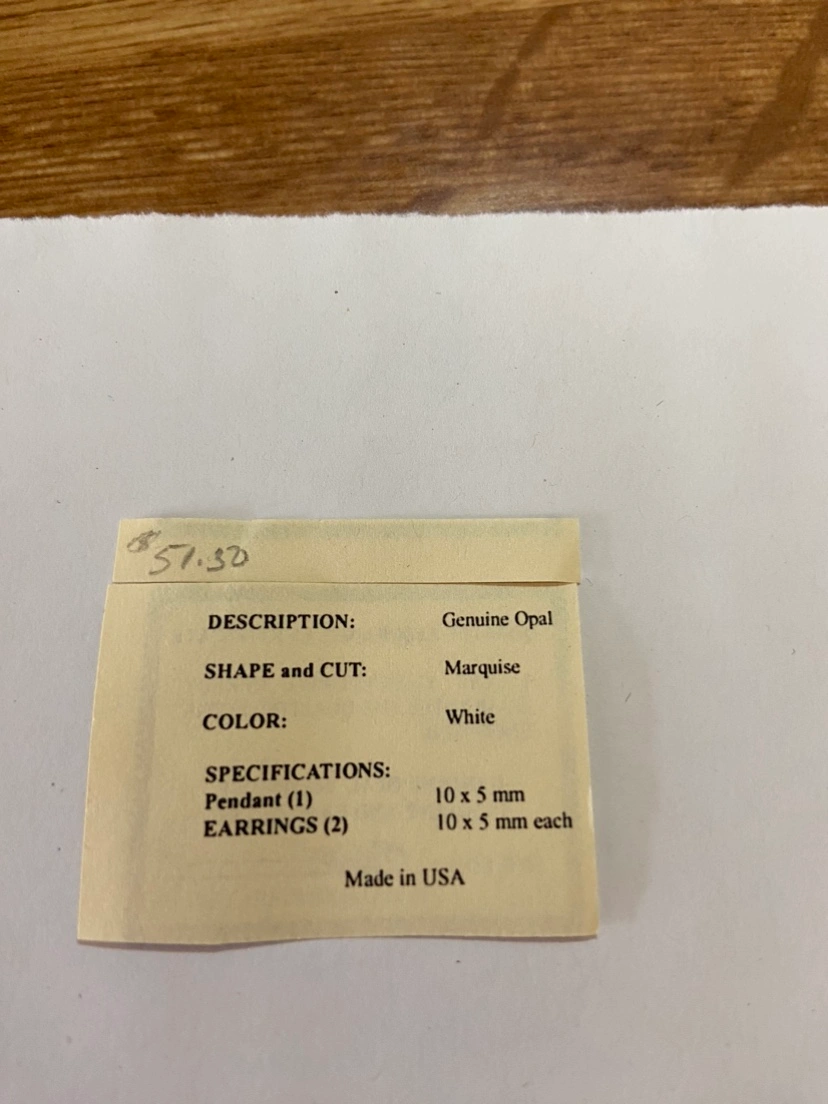 $51.50
DESCRIPTION: Genuine Opal
SHAPE and CUT: Marquise
COLOR: White
SPECIFICATIONS:
Pendant (1) 10 x 5 mm
EARRINGS (2) 10 x 5 mm each
Made in USA